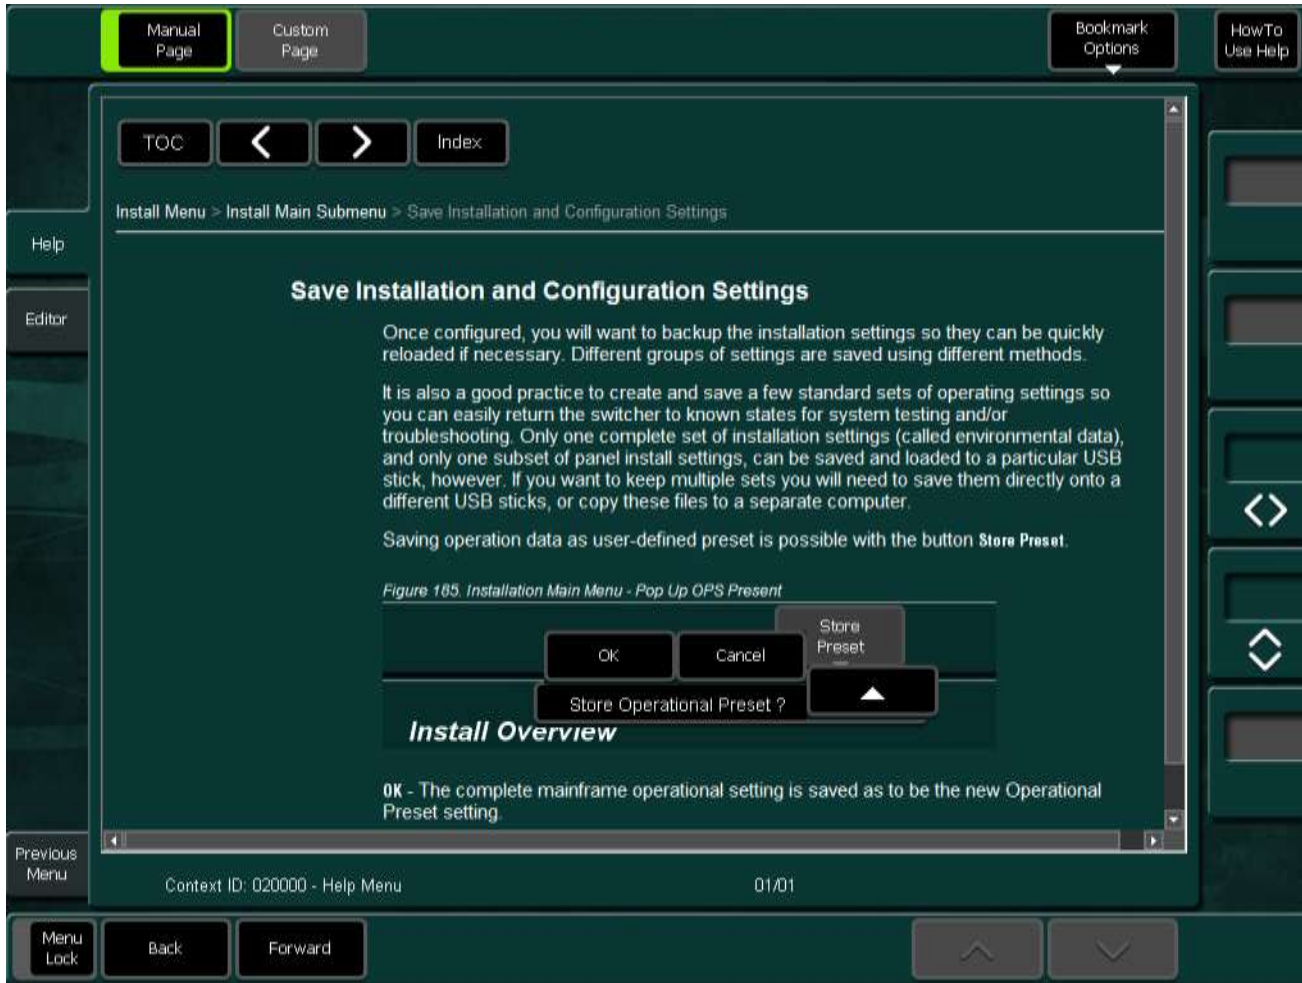 Manual
Page
Custom
Page
Bookmark
Options
HowTo
Use Help
TOC
Index
Install Menu > Install Main Submenu > Save Installation and Configuration Settings
Help
Editor
Save Installation and Configuration Settings
Once configured, you will want to backup the installation settings so they can be quickly
reloaded if necessary. Different groups of settings are saved using different methods.
It is also a good practice to create and save a few standard sets of operating settings so
you can easily return the switcher to known states for system testing and/or
troubleshooting. Only one complete set of installation settings (called environmental data),
and only one subset of panel install settings, can be saved and loaded to a particular USB
stick, however. If you want to keep multiple sets you will need to save them directly onto a
different USB sticks, or copy these files to a separate computer.
Saving operation data as user-defined preset is possible with the button Store Preset.
Figure 185. Installation Main Menu - Pop Up OPS Present
Store
Preset
OK
Cancel
Store Operational Preset ?
Install Overview
OK - The complete mainframe operational setting is saved as to be the new Operational
Preset setting.
Previous
Menu
Context ID: 020000 - Help Menu
01/01
Menu
Lock
Back
Forward